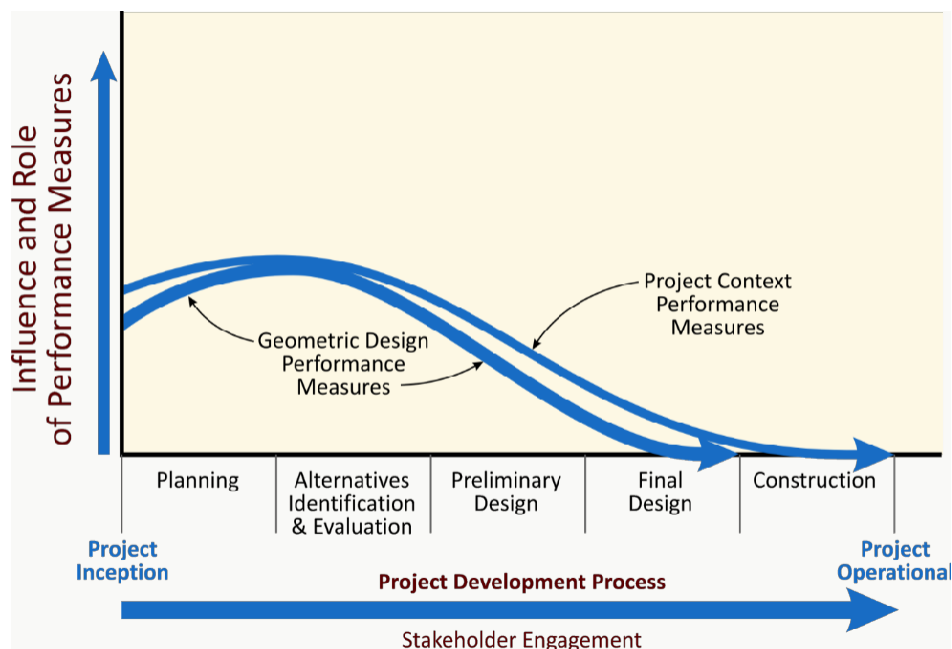 Influence and Role
of Performance Measures
Project Context
Performance
Measures
Geometric Design
Performance
Measures
Planning
Alternatives
Identification
& Evaluation
Preliminary
Design
Final
Design
Construction
Project
Inception
Project
Operational
Project Development Process
Stakeholder Engagement